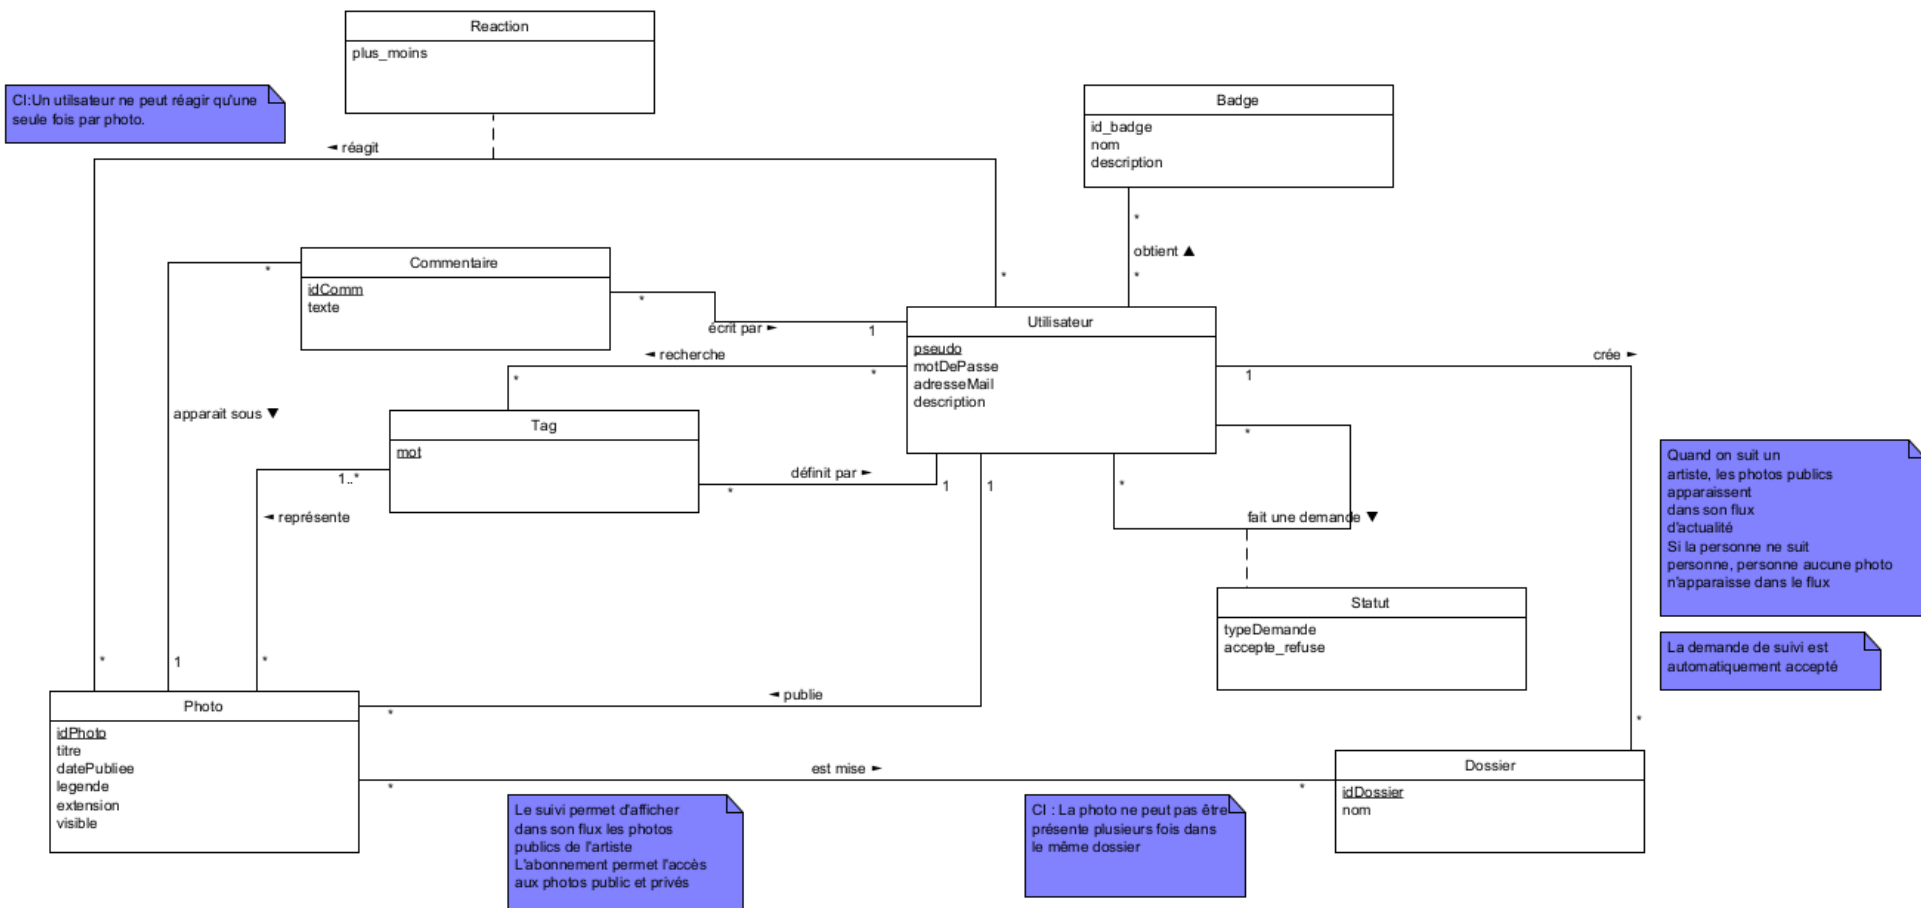 Reaction
plus_moins
CI:Un utilsateur ne peut réagir qu'une
seule fois par photo.
◄ réagit
Badge
id_badge
nom
description
*
obtient ▲
*
*
Commentaire
idComm
texte
*
*
écrit par ►
1
Utilisateur
pseudo
motDePasse
adresseMail
description
◄ recherche
*
*
crée ►
1
apparait sous ▼
Tag
mot
1..*
◄ représente
définit par ►
*
1
1
*
*
fait une demande ▼
Quand on suit un
artiste, les photos publics
apparaissent
dans son flux
d'actualité
Si la personne ne suit
personne, personne aucune photo
n'apparaisse dans le flux
Statut
typeDemande
accepte_refuse
La demande de suivi est
automatiquement accepté
*
1
*
◄ publie
*
*
Photo
idPhoto
titre
datePubliee
legende
extension
visible
est mise ►
*
*
Dossier
idDossier
nom
Le suivi permet d'afficher
dans son flux les photos
publics de l'artiste
L'abonnement permet l'accès
aux photos public et privés
CI : La photo ne peut pas être
présente plusieurs fois dans
le même dossier